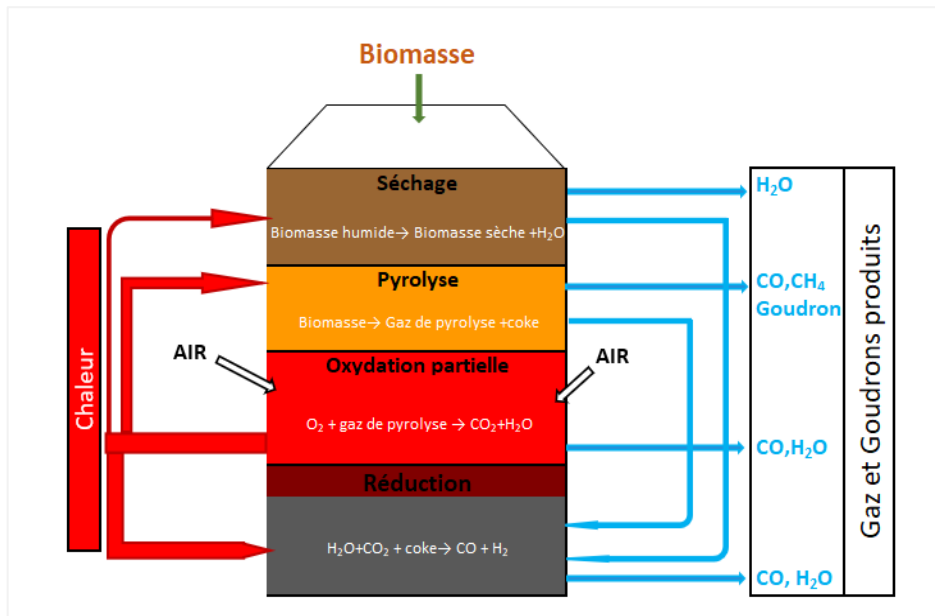 Biomasse
Séchage
Biomasse humide→ Biomasse sèche +H₂O
Pyrolyse
Biomasse→ Gaz de pyrolyse +coke
AIR
AIR
Oxydation partielle
O₂ + gaz de pyrolyse → CO₂+H₂O
Réduction
H₂O+CO₂ + coke→ CO + H₂
Chaleur
H₂O
CO,CH₄
Goudron
CO,H₂O
CO, H₂O
Gaz et Goudrons produits